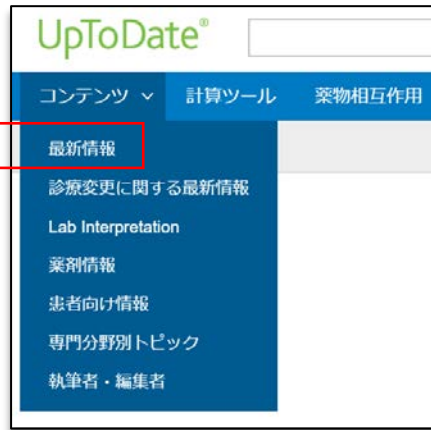 UpToDate®
コンテンツ 計算ツール 薬物相互作用
最新情報
診療変更に関する最新情報
Lab Interpretation
薬剤情報
患者向け情報
専門分野別トピック
執筆者・編集者